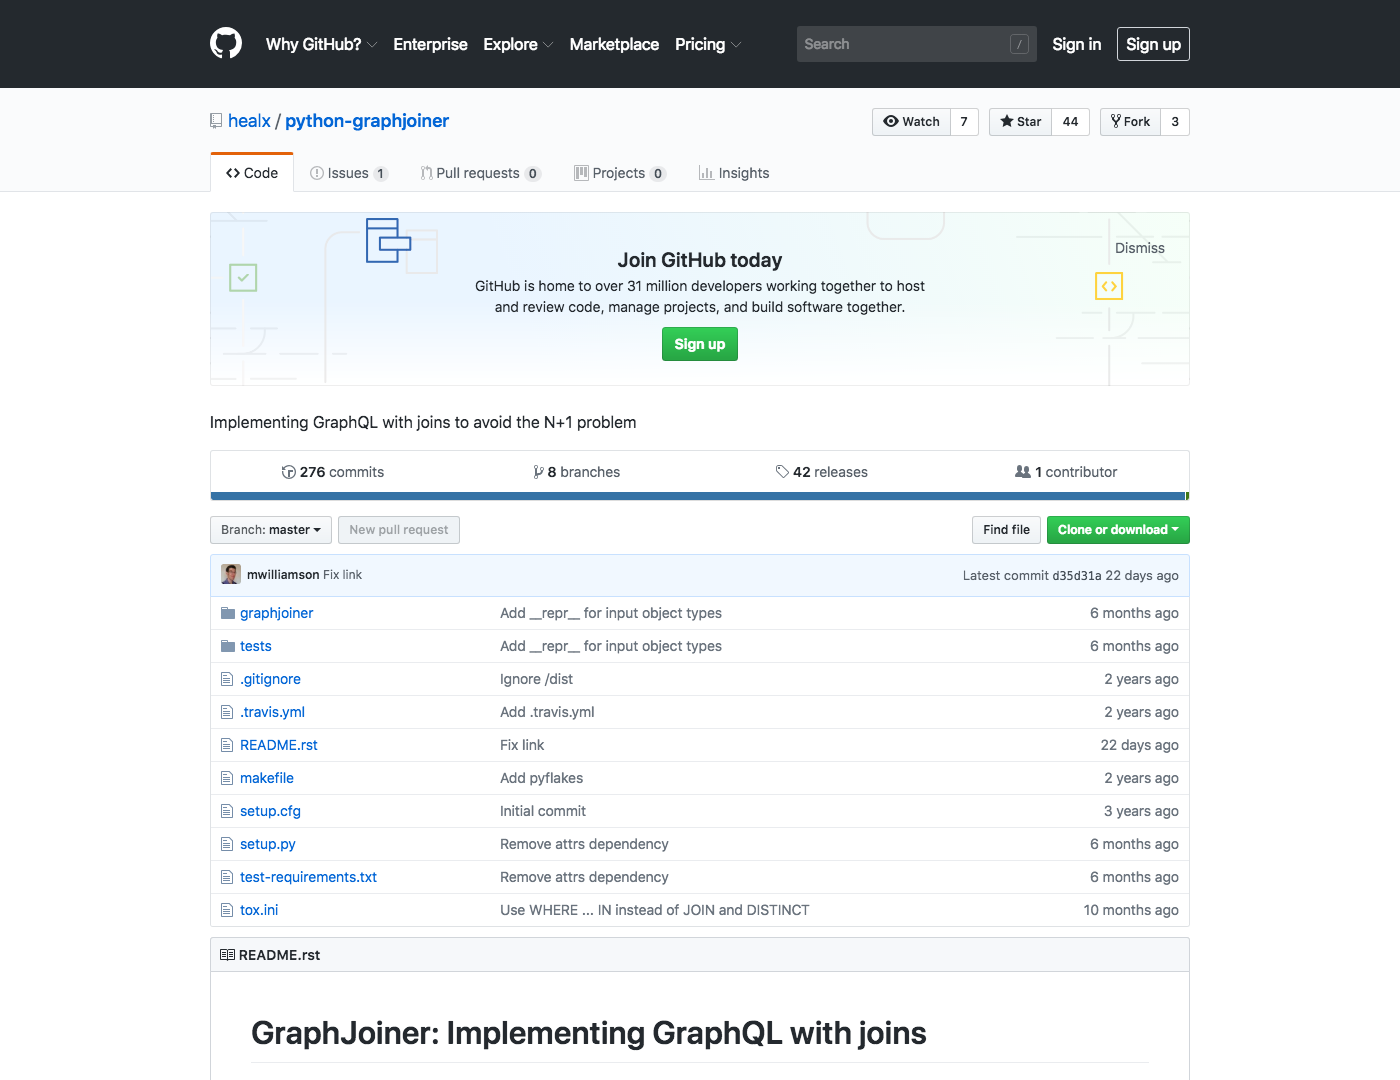 Why GitHub? Enterprise Explore Marketplace Pricing Search / Sign in Sign up
healx / python-graphjoiner Watch 7 Star 44 Fork 3
Code Issues 1 Pull requests 0 Projects 0 Insights
Dismiss
Join GitHub today
GitHub is home to over 31 million developers working together to host
and review code, manage projects, and build software together.
Sign up
Implementing GraphQL with joins to avoid the N+1 problem
276 commits 8 branches 42 releases 1 contributor
Branch: master New pull request Find file Clone or download
mwilliamson Fix link Latest commit d35d31a 22 days ago
graphjoiner Add __repr__ for input object types 6 months ago
tests Add __repr__ for input object types 6 months ago
.gitignore Ignore /dist 2 years ago
.travis.yml Add .travis.yml 2 years ago
README.rst Fix link 22 days ago
makefile Add pyflakes 2 years ago
setup.cfg Initial commit 3 years ago
setup.py Remove attrs dependency 6 months ago
test-requirements.txt Remove attrs dependency 6 months ago
tox.ini Use WHERE ... IN instead of JOIN and DISTINCT 10 months ago
README.rst
GraphJoiner: Implementing GraphQL with joins